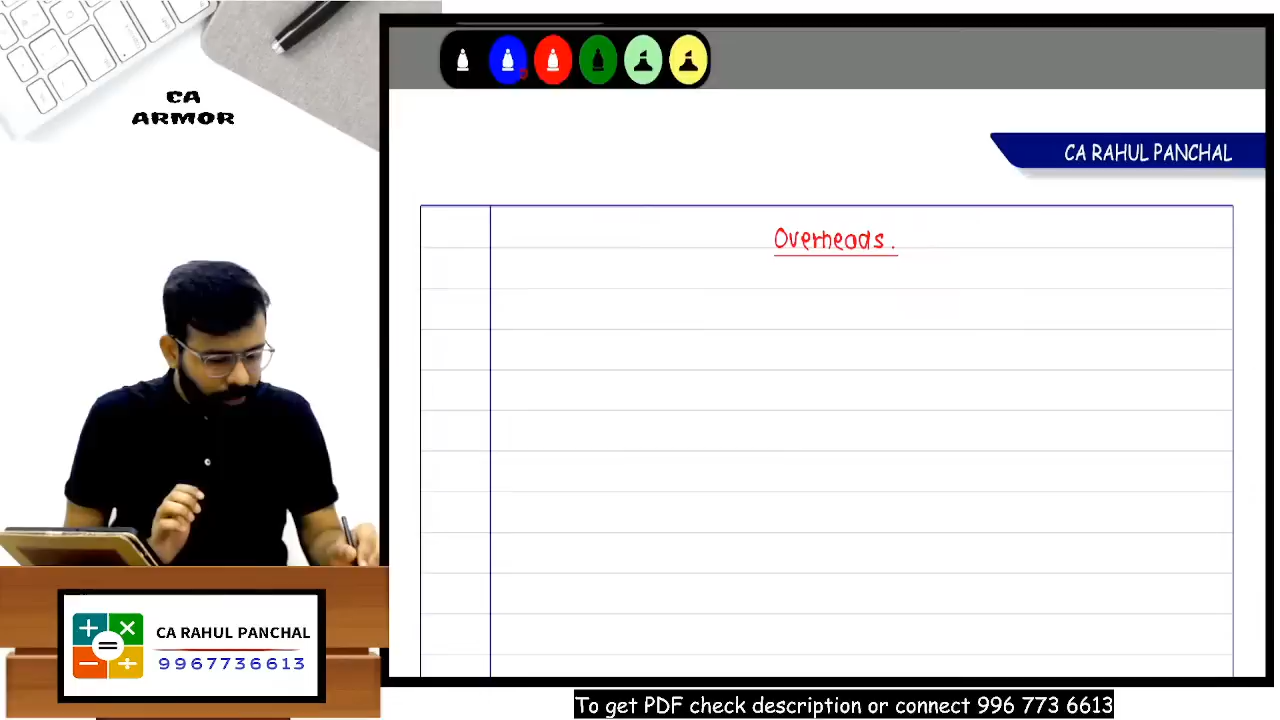 CA
ARMOR
CA RAHUL PANCHAL
Overheads.
CA RAHUL PANCHAL
9967736613
To get PDF check description or connect 996 773 6613